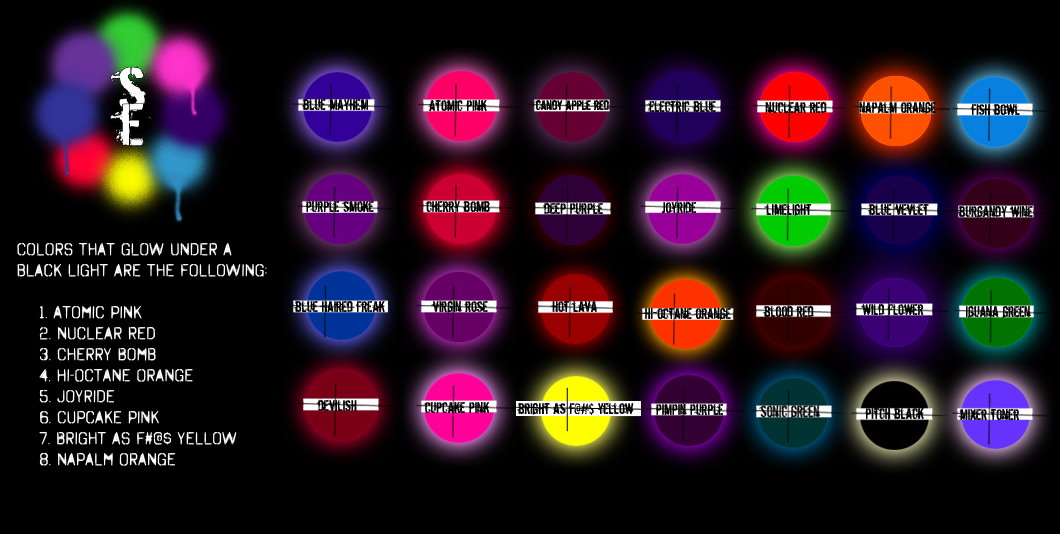 S
E
COLORS THAT GLOW UNDER A
BLACK LIGHT ARE THE FOLLOWING:
1. ATOMIC PINK
2. NUCLEAR RED
3. CHERRY BOMB
4. HI-OCTANE ORANGE
5. JOYRIDE
6. CUPCAKE PINK
7. BRIGHT AS F#@S YELLOW
8. NAPALM ORANGE
BLUE MAYHEM
ATOMIC PINK
CANDY APPLE RED
ELECTRIC BLUE
NUCLEAR RED
NAPALM ORANGE
FISH BOWL
PURPLE SMOKE
CHERRY BOMB
DEEP PURPLE
JOYRIDE
LIMELIGHT
BLUE VEVLET
BURGANDY WINE
BLUE HAIRED FREAK
VIRGIN ROSE
HOT LAVA
HI-OCTANE ORANGE
BLOOD RED
WILD FLOWER
IGUANA GREEN
DEVILISH
CUPCAKE PINK
BRIGHT AS F@#$ YELLOW
PIMPIN PURPLE
SONIC GREEN
PITCH BLACK
MIXER TONER